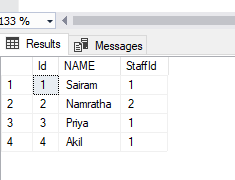 133 %
Results Messages
Id NAME StaffId
1 1 Sairam 1
2 2 Namratha 2
3 3 Priya 1
4 4 Akil 1